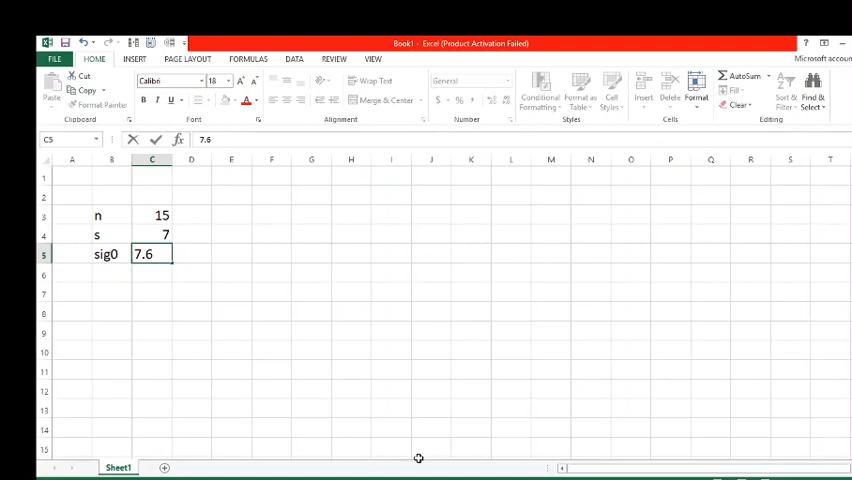 Book1 - Excel (Product Activation Failed)
FILE HOME INSERT PAGE LAYOUT FORMULAS DATA REVIEW VIEW Microsoft accoun
Paste Cut Copy Format Painter Clipboard
Calibri 18 A A B I U A Font
Wrap Text Merge & Center Alignment
General $ % Number
Conditional Formatting Format as Table Cell Styles Styles
Insert Delete Format Cells
AutoSum Fill Clear Sort & Filter Find & Select Editing
C5 fx 7.6
A B C D E F G H I J K L M N O P Q R S T
1
2
3 n 15
4 s 7
5 sig0 7.6
6
7
8
9
10
11
12
13
14
15
Sheet1